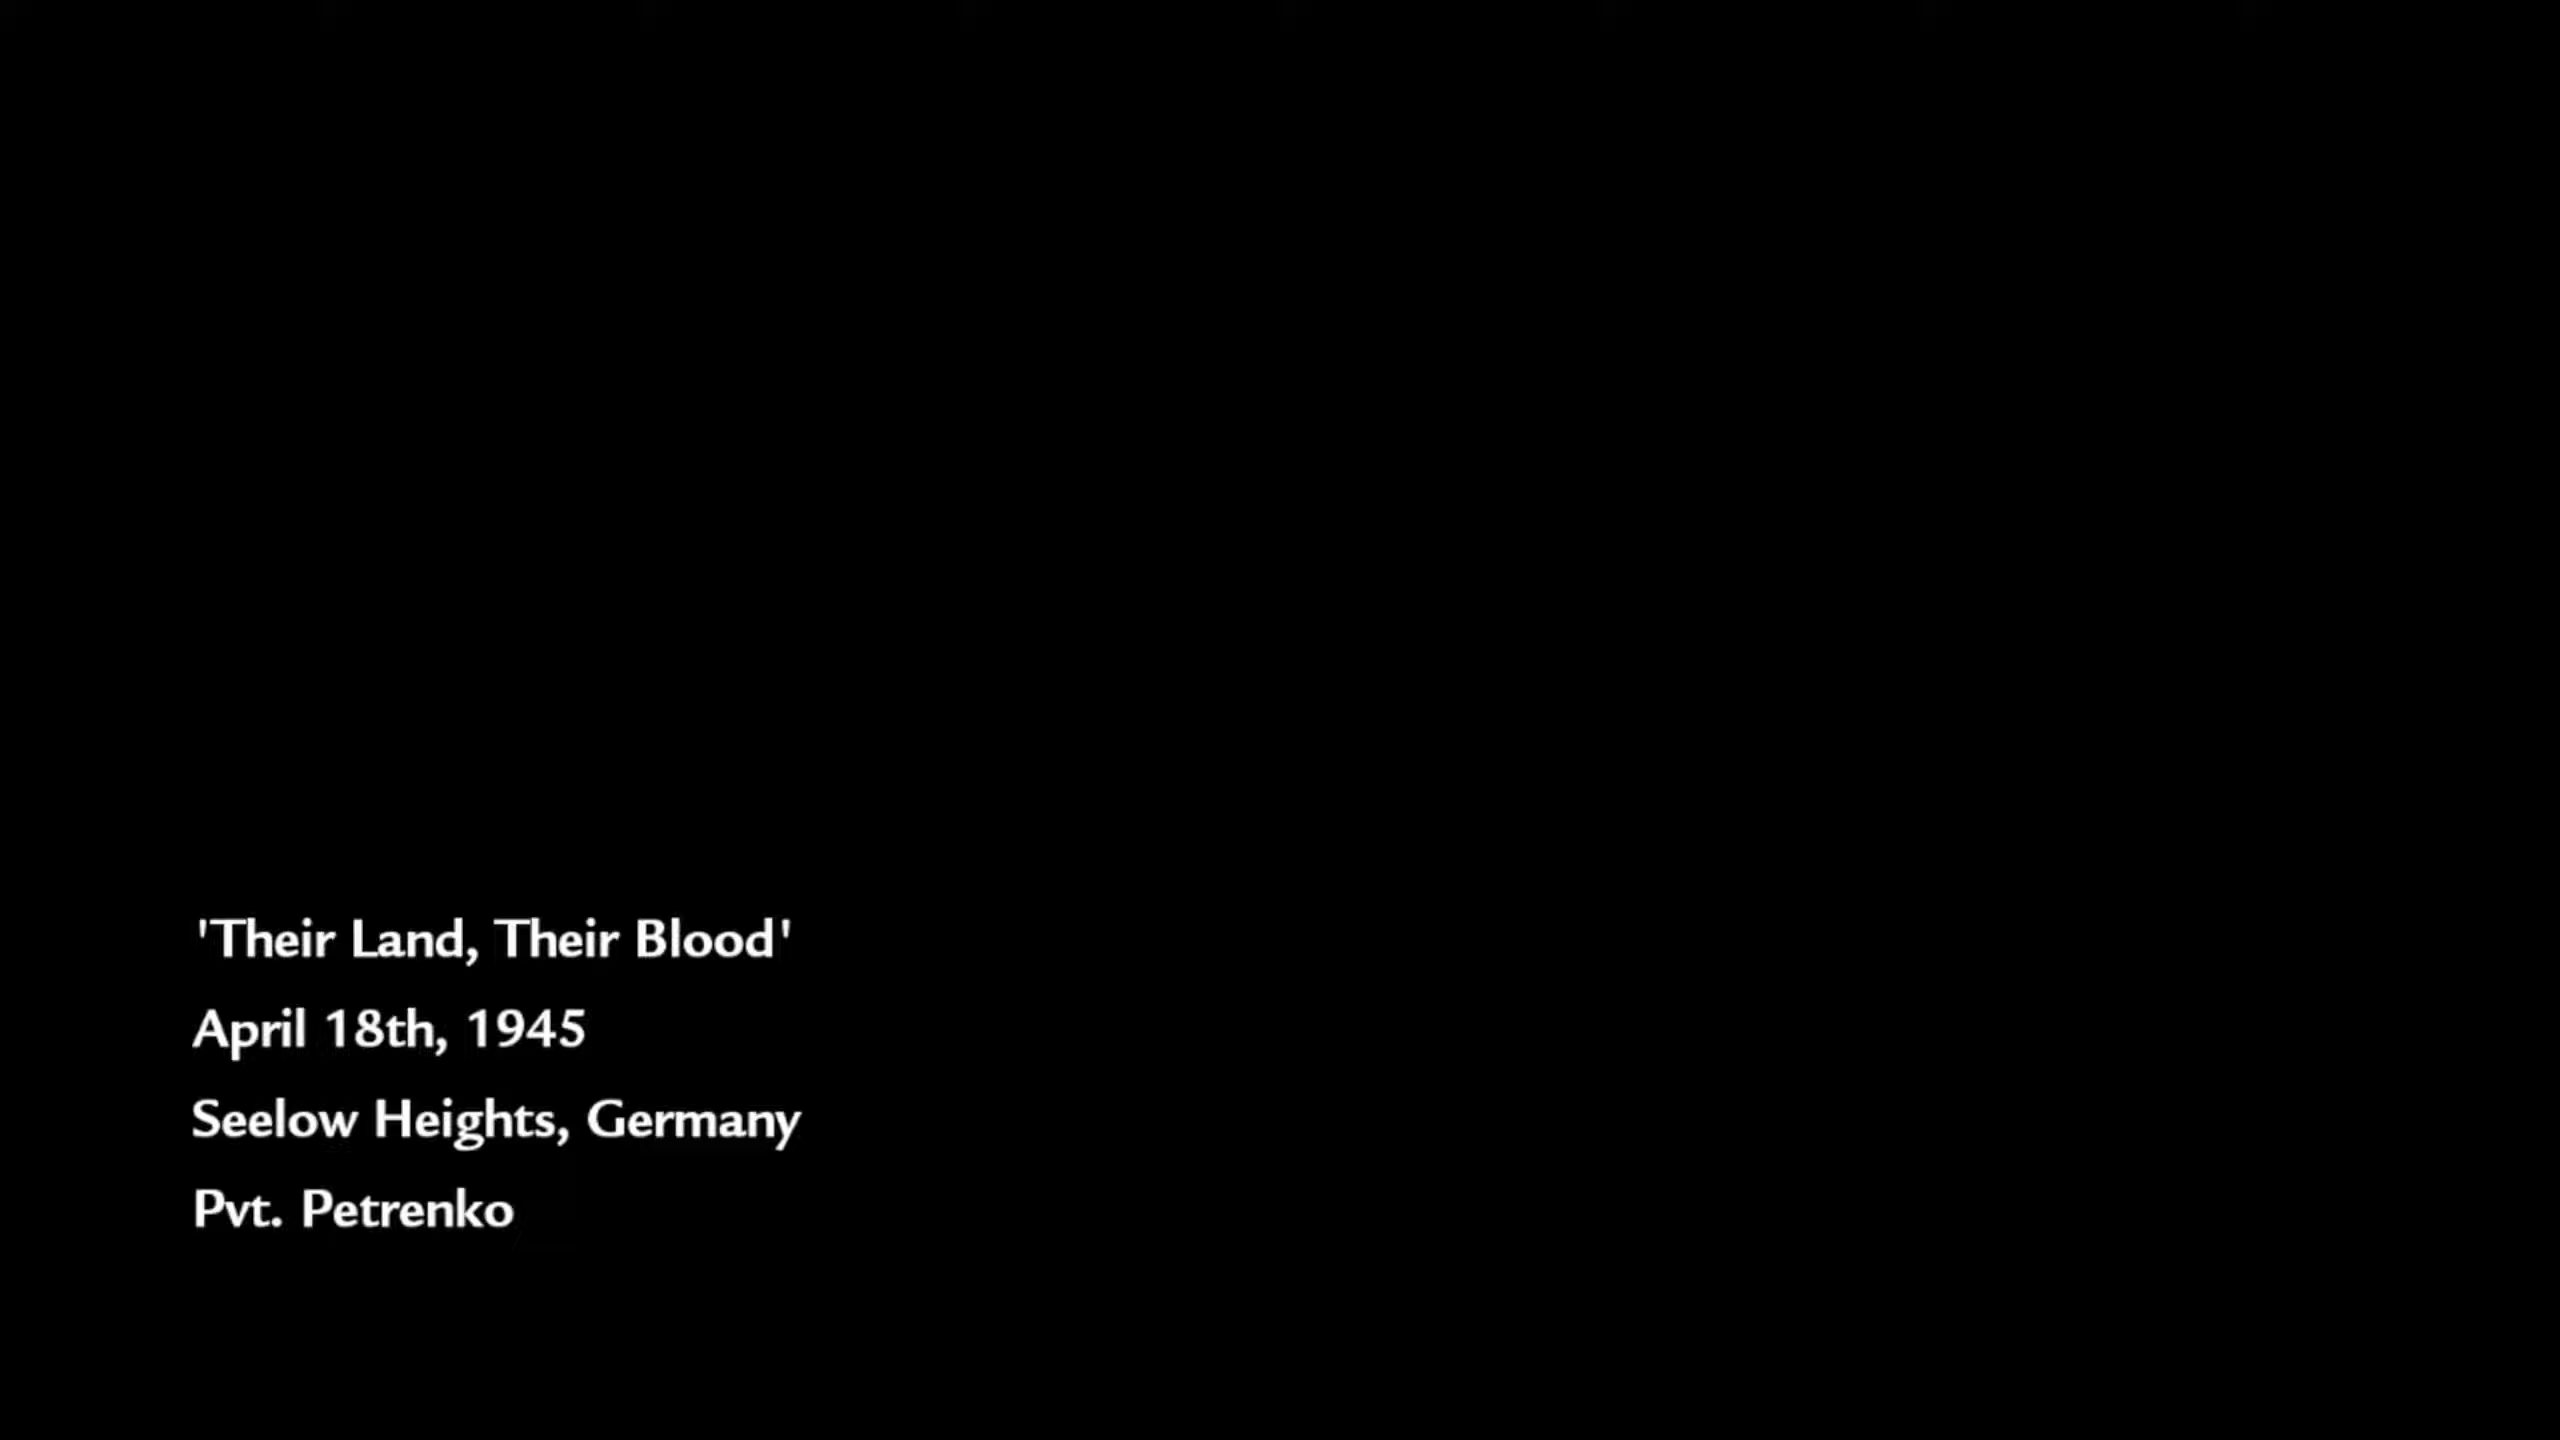 'Their Land, Their Blood'
April 18th, 1945
Seelow Heights, Germany
Pvt. Petrenko